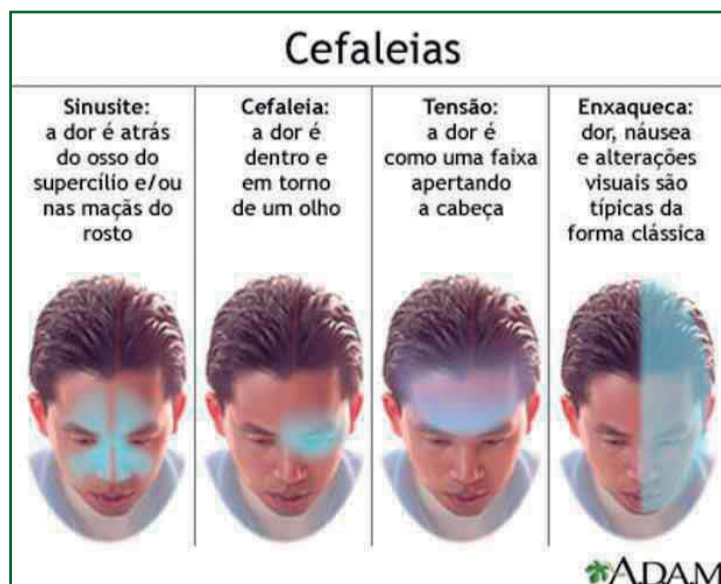 Cefaleias
Sinusite:
a dor é atrás
do osso do
supercílio e/ou
nas maçãs do
rosto
Cefaleia:
a dor é
dentro e
em torno
de um olho
Tensão:
a dor é
como uma faixa
apertando
a cabeça
Enxaqueca:
dor, náusea
e alterações
visuais são
típicas da
forma clássica
A.D.A.M